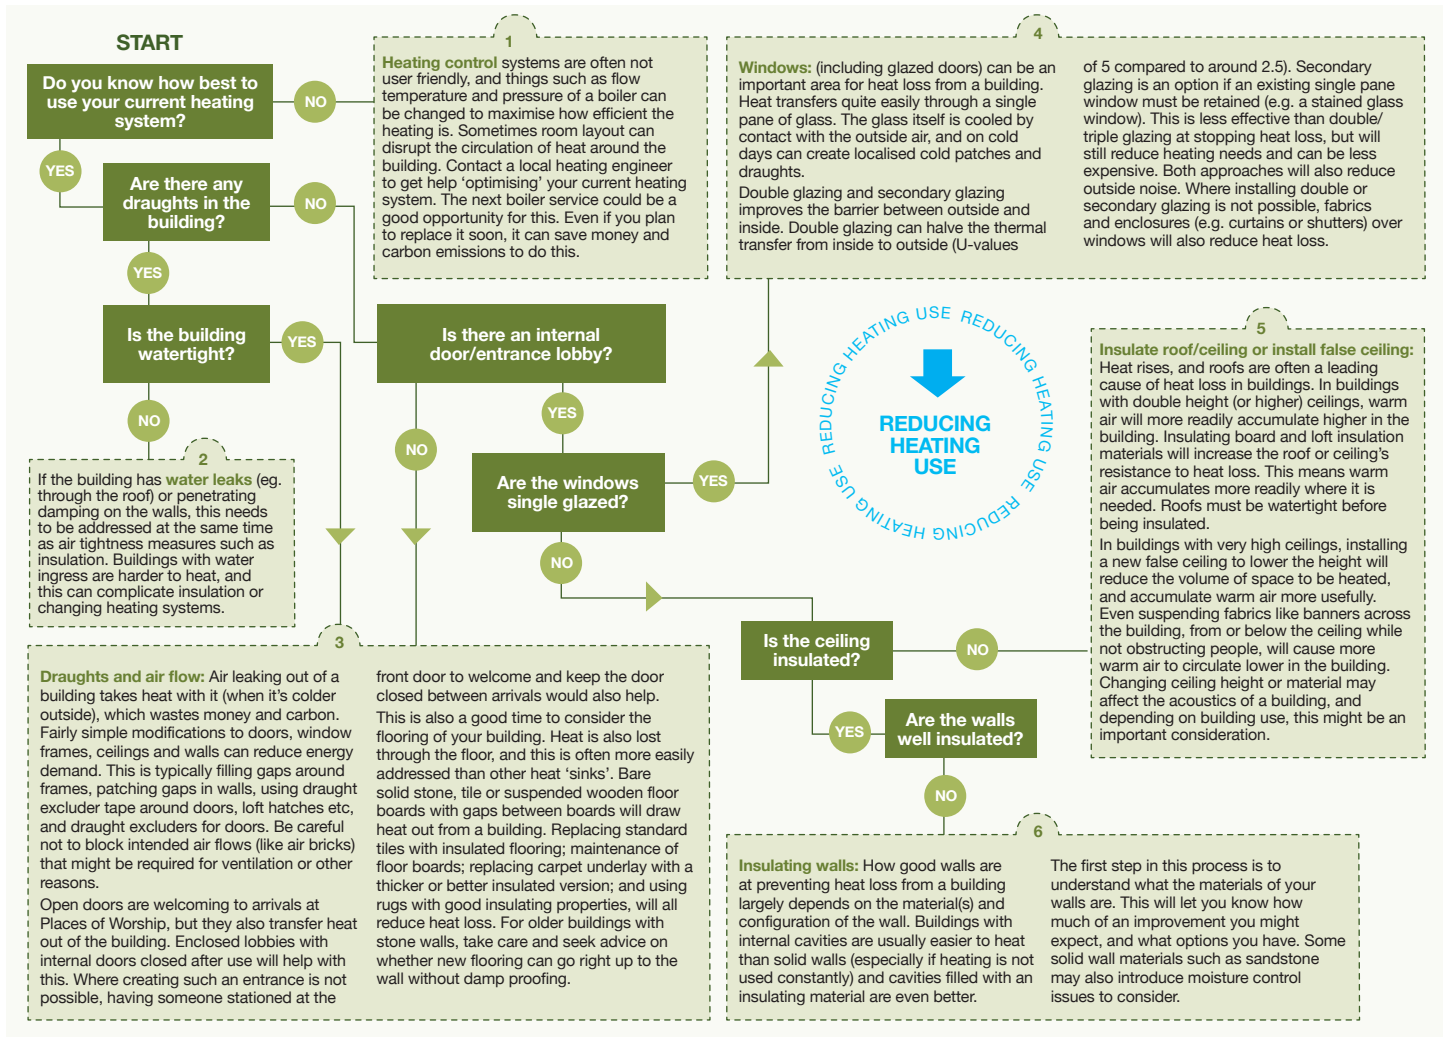 START
Do you know how best to
use your current heating
system?
NO
YES
Are there any
draughts in the
building?
NO
YES
Is the building
watertight?
YES
NO
1
Heating control systems are often not
user friendly, and things such as flow
temperature and pressure of a boiler can
be changed to maximise how efficient the
heating is. Sometimes room layout can
disrupt the circulation of heat around the
building. Contact a local heating engineer
to get help ‘optimising’ your current heating
system. The next boiler service could be a
good opportunity for this. Even if you plan
to replace it soon, it can save money and
carbon emissions to do this.
Is there an internal
door/entrance lobby?
YES
NO
Are the windows
single glazed?
YES
NO
4
Windows: (including glazed doors) can be an
important area for heat loss from a building.
Heat transfers quite easily through a single
pane of glass. The glass itself is cooled by
contact with the outside air, and on cold
days can create localised cold patches and
draughts.
Double glazing and secondary glazing
improves the barrier between outside and
inside. Double glazing can halve the thermal
transfer from inside to outside (U-values
of 5 compared to around 2.5). Secondary
glazing is an option if an existing single pane
window must be retained (e.g. a stained glass
window). This is less effective than double/
triple glazing at stopping heat loss, but will
still reduce heating needs and can be less
expensive. Both approaches will also reduce
outside noise. Where installing double or
secondary glazing is not possible, fabrics
and enclosures (e.g. curtains or shutters) over
windows will also reduce heat loss.
REDUCING HEATING USE REDUCING HEATING USE REDUCING HEATING USE
REDUCING
HEATING
USE
2
If the building has water leaks (eg.
through the roof) or penetrating
damping on the walls, this needs
to be addressed at the same time
as air tightness measures such as
insulation. Buildings with water
ingress are harder to heat, and
this can complicate insulation or
changing heating systems.
Is the ceiling
insulated?
NO
YES
Are the walls
well insulated?
NO
5
Insulate roof/ceiling or install false ceiling:
Heat rises, and roofs are often a leading
cause of heat loss in buildings. In buildings
with double height (or higher) ceilings, warm
air will more readily accumulate higher in the
building. Insulating board and loft insulation
materials will increase the roof or ceiling’s
resistance to heat loss. This means warm
air accumulates more readily where it is
needed. Roofs must be watertight before
being insulated.
In buildings with very high ceilings, installing
a new false ceiling to lower the height will
reduce the volume of space to be heated,
and accumulate warm air more usefully.
Even suspending fabrics like banners across
the building, from or below the ceiling while
not obstructing people, will cause more
warm air to circulate lower in the building.
Changing ceiling height or material may
affect the acoustics of a building, and
depending on building use, this might be an
important consideration.
3
Draughts and air flow: Air leaking out of a
building takes heat with it (when it’s colder
outside), which wastes money and carbon.
Fairly simple modifications to doors, window
frames, ceilings and walls can reduce energy
demand. This is typically filling gaps around
frames, patching gaps in walls, using draught
excluder tape around doors, loft hatches etc,
and draught excluders for doors. Be careful
not to block intended air flows (like air bricks)
that might be required for ventilation or other
reasons.
Open doors are welcoming to arrivals at
Places of Worship, but they also transfer heat
out of the building. Enclosed lobbies with
internal doors closed after use will help with
this. Where creating such an entrance is not
possible, having someone stationed at the
front door to welcome and keep the door
closed between arrivals would also help.
This is also a good time to consider the
flooring of your building. Heat is also lost
through the floor, and this is often more easily
addressed than other heat ‘sinks’. Bare
solid stone, tile or suspended wooden floor
boards with gaps between boards will draw
heat out from a building. Replacing standard
tiles with insulated flooring; maintenance of
floor boards; replacing carpet underlay with a
thicker or better insulated version; and using
rugs with good insulating properties, will all
reduce heat loss. For older buildings with
stone walls, take care and seek advice on
whether new flooring can go right up to the
wall without damp proofing.
6
Insulating walls: How good walls are
at preventing heat loss from a building
largely depends on the material(s) and
configuration of the wall. Buildings with
internal cavities are usually easier to heat
than solid walls (especially if heating is not
used constantly) and cavities filled with an
insulating material are even better.
The first step in this process is to
understand what the materials of your
walls are. This will let you know how
much of an improvement you might
expect, and what options you have. Some
solid wall materials such as sandstone
may also introduce moisture control
issues to consider.